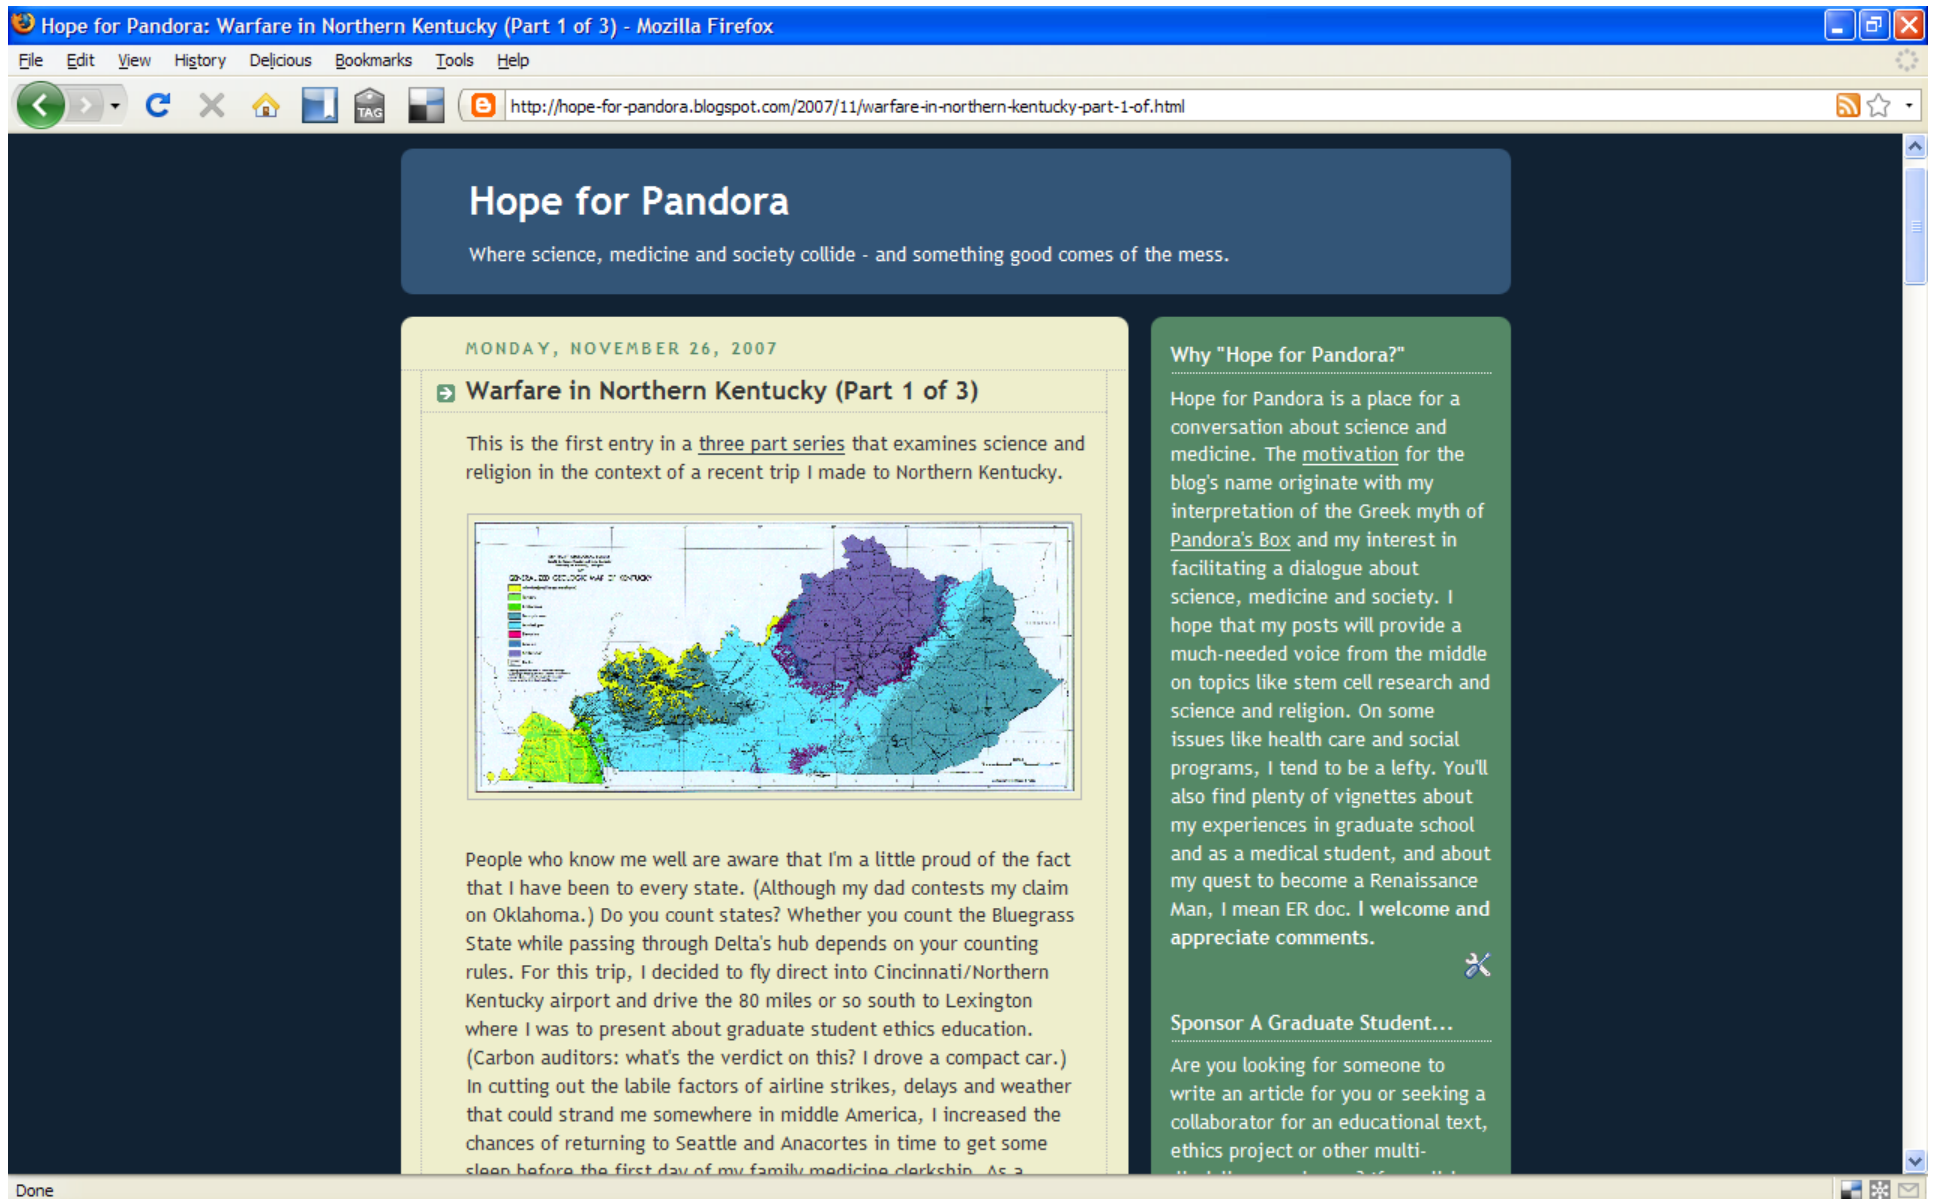 Hope for Pandora: Warfare in Northern Kentucky (Part 1 of 3) - Mozilla Firefox
File Edit View History Delicious Bookmarks Tools Help
TAG
http://hope-for-pandora.blogspot.com/2007/11/warfare-in-northern-kentucky-part-1-of.html
Hope for Pandora
Where science, medicine and society collide - and something good comes of the mess.
MONDAY, NOVEMBER 26, 2007
Warfare in Northern Kentucky (Part 1 of 3)
This is the first entry in a three part series that examines science and
religion in the context of a recent trip I made to Northern Kentucky.
GENERALIZED GEOLOGIC MAP OF KENTUCKY
People who know me well are aware that I'm a little proud of the fact
that I have been to every state. (Although my dad contests my claim
on Oklahoma.) Do you count states? Whether you count the Bluegrass
State while passing through Delta's hub depends on your counting
rules. For this trip, I decided to fly direct into Cincinnati/Northern
Kentucky airport and drive the 80 miles or so south to Lexington
where I was to present about graduate student ethics education.
(Carbon auditors: what's the verdict on this? I drove a compact car.)
In cutting out the labile factors of airline strikes, delays and weather
that could strand me somewhere in middle America, I increased the
chances of returning to Seattle and Anacortes in time to get some
sleep before the first day of my family medicine clerkship. As a
Why "Hope for Pandora?"
Hope for Pandora is a place for a
conversation about science and
medicine. The motivation for the
blog's name originate with my
interpretation of the Greek myth of
Pandora's Box and my interest in
facilitating a dialogue about
science, medicine and society. I
hope that my posts will provide a
much-needed voice from the middle
on topics like stem cell research and
science and religion. On some
issues like health care and social
programs, I tend to be a lefty. You'll
also find plenty of vignettes about
my experiences in graduate school
and as a medical student, and about
my quest to become a Renaissance
Man, I mean ER doc. I welcome and
appreciate comments.
Sponsor A Graduate Student...
Are you looking for someone to
write an article for you or seeking a
collaborator for an educational text,
ethics project or other multi-
Done